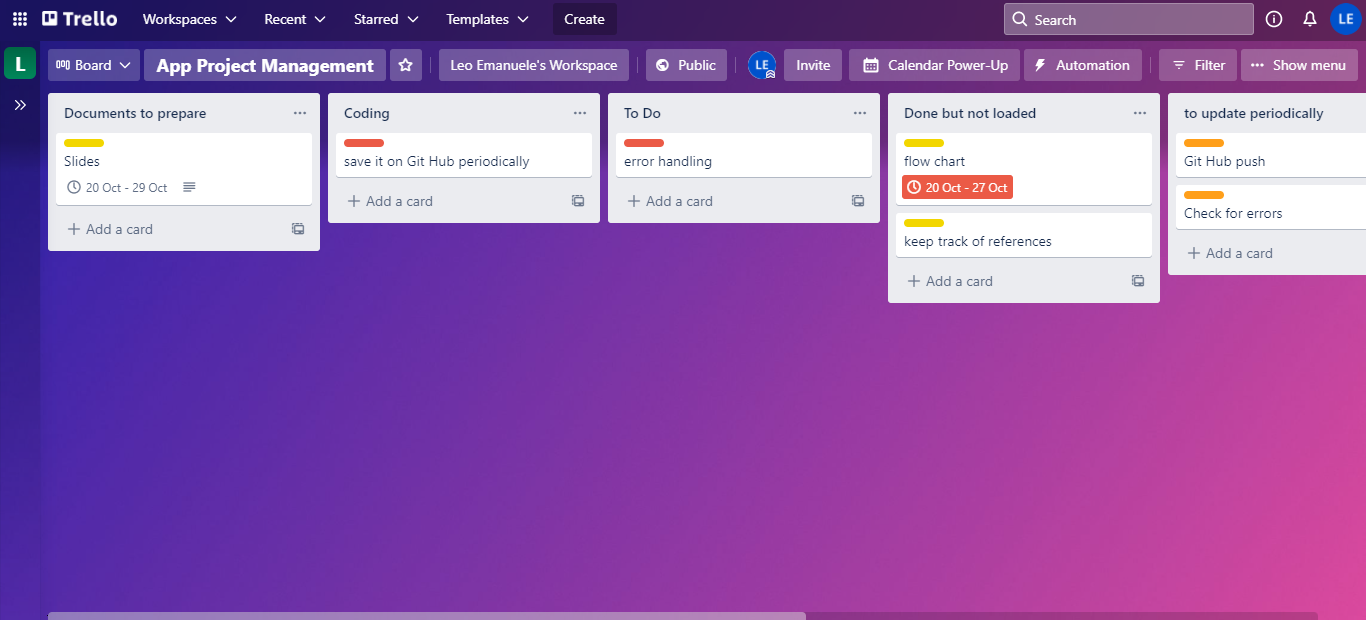 Trello Workspaces Recent Starred Templates Create Search LE
L Board App Project Management Leo Emanuele's Workspace Public LE Invite Calendar Power-Up Automation Filter Show menu
Documents to prepare
Slides
20 Oct - 29 Oct
Add a card
Coding
save it on Git Hub periodically
Add a card
To Do
error handling
Add a card
Done but not loaded
flow chart
20 Oct - 27 Oct
keep track of references
Add a card
to update periodically
Git Hub push
Check for errors
Add a card